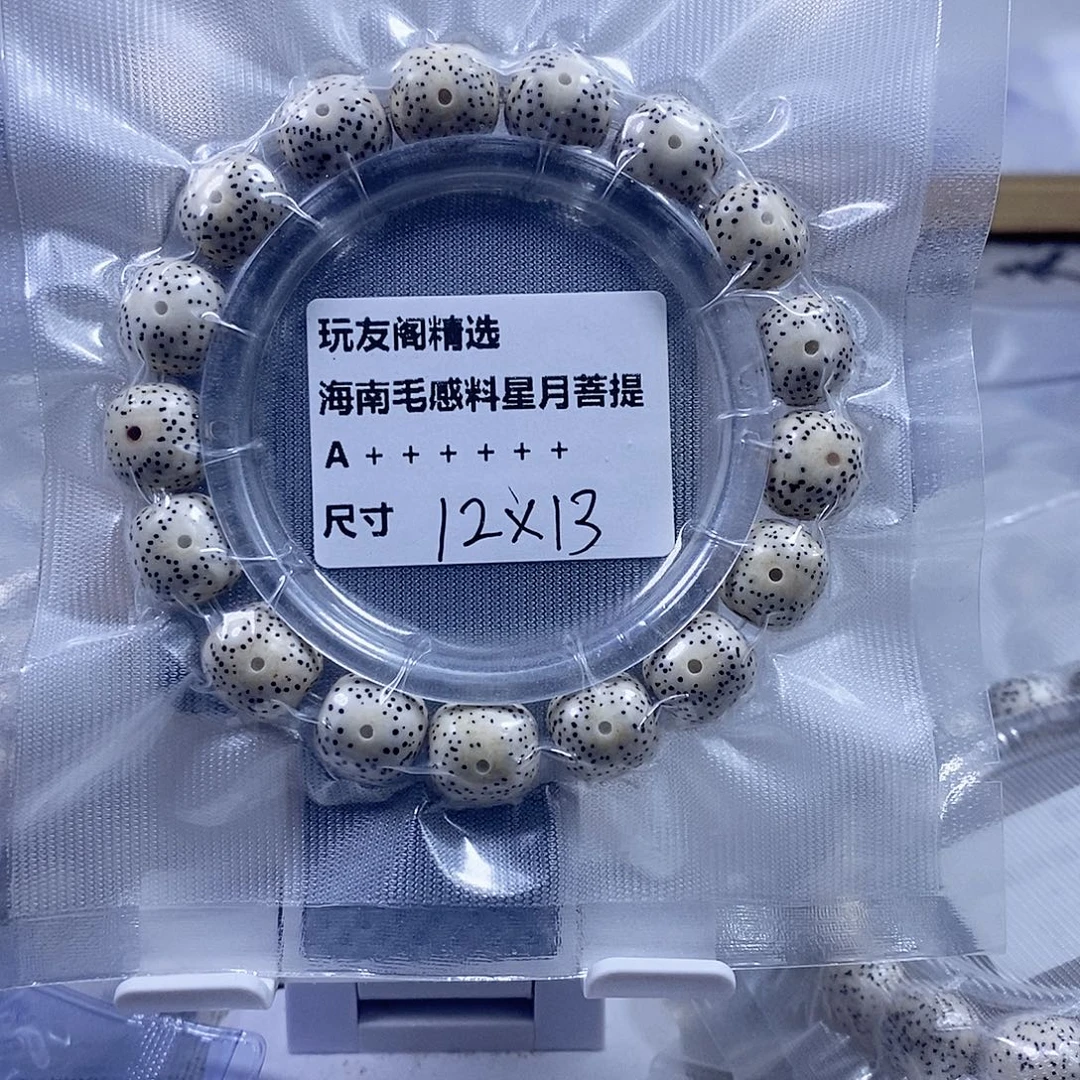 玩友阁精选
海南毛感料星月菩提
A + + + + + +
尺寸 12X13